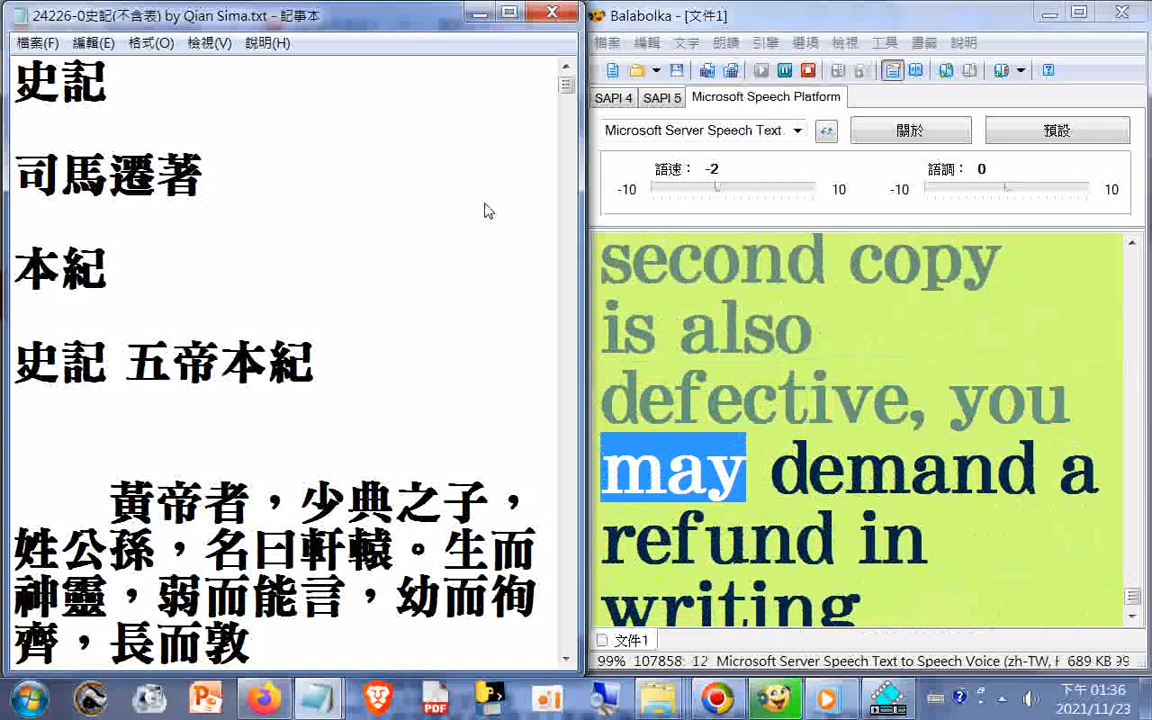 24226-0史記(不含表) by Qian Sima.txt - 記事本
檔案(F) 編輯(E) 格式(O) 檢視(V) 說明(H)
史記
司馬遷著
本紀
史記 五帝本紀
黃帝者，少典之子，
姓公孫，名曰軒轅。生而
神靈，弱而能言，幼而徇
齊，長而敦
Balabolka - [文件1]
檔案 編輯 文字 朗讀 引擎 選項 檢視 工具 書籤 說明
SAPI 4 SAPI 5 Microsoft Speech Platform
Microsoft Server Speech Text 關於 預設
語速： -2 語調： 0
-10 10 -10 10
second copy
is also
defective, you
may demand a
refund in
writing
文件1
99% 107858: 12 Microsoft Server Speech Text to Speech Voice (zh-TW, H 689 KB 99
PDF
下午 01:36
2021/11/23